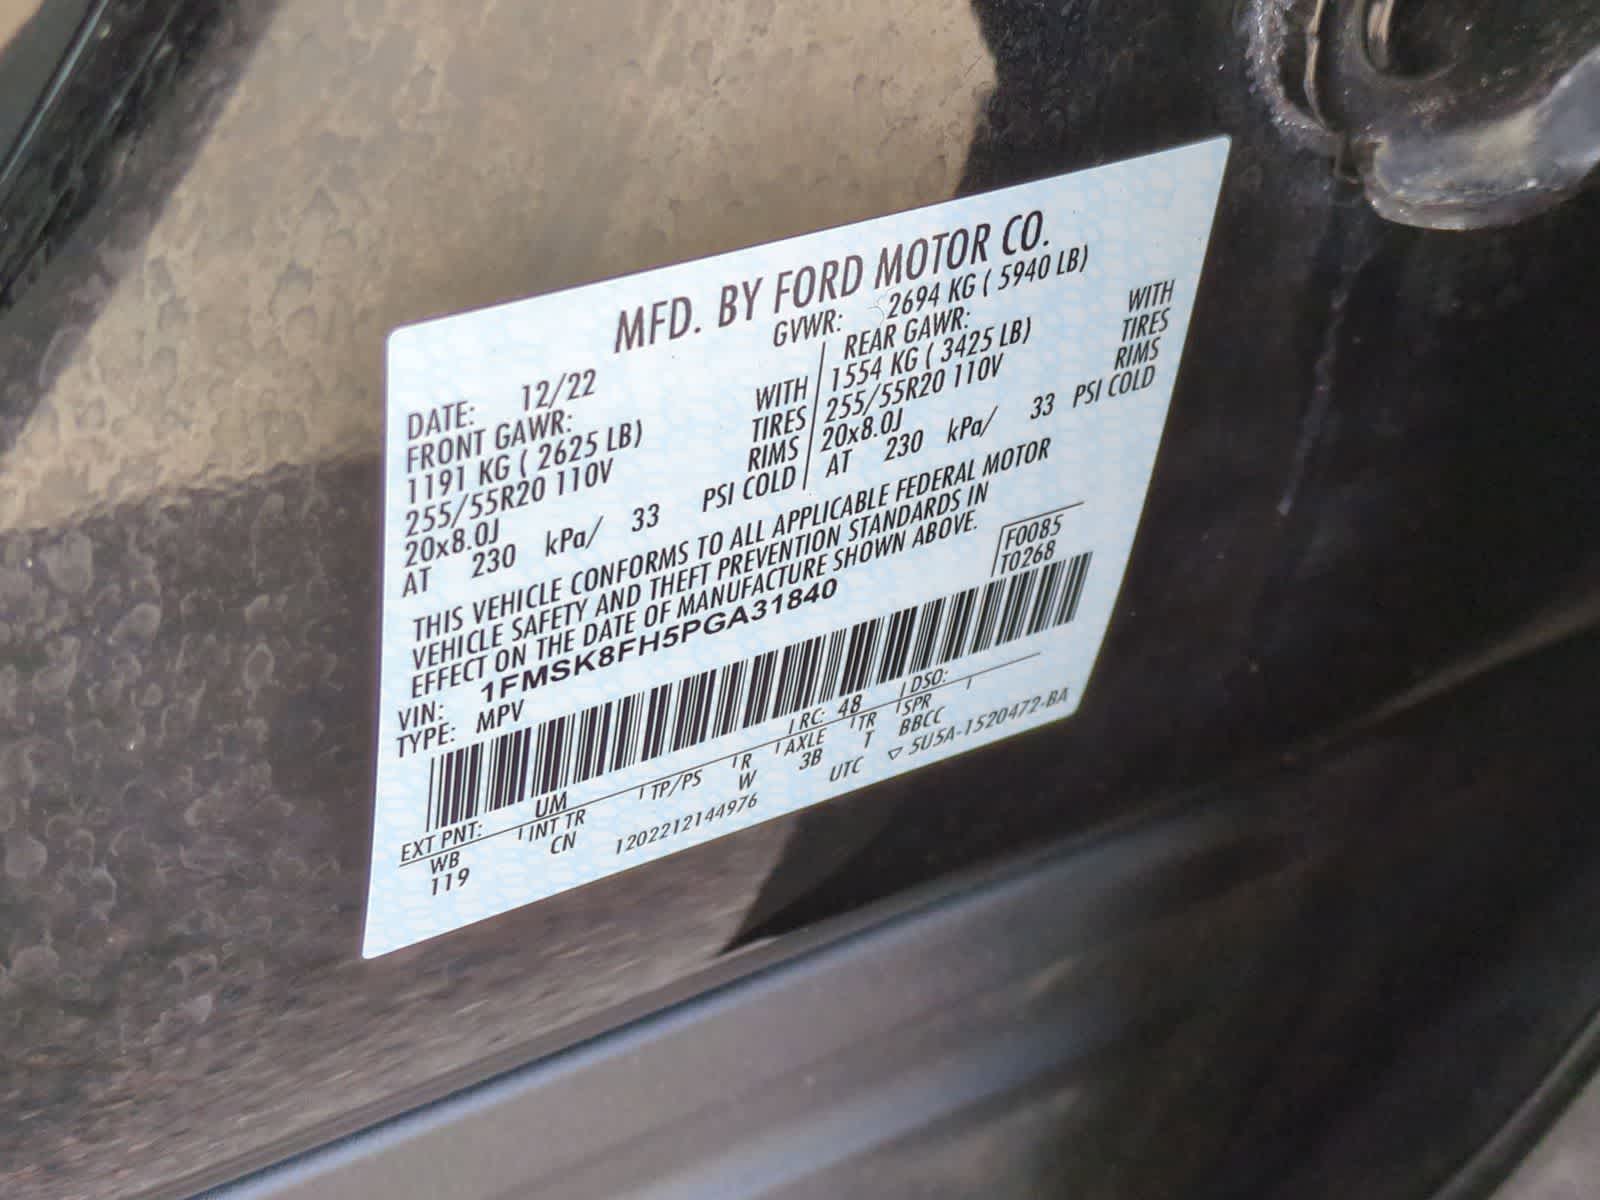 MFD. BY FORD MOTOR CO.
DATE: 12/22 GVWR: 2694 KG ( 5940 LB)
FRONT GAWR: REAR GAWR:
1191 KG ( 2625 LB) WITH 1554 KG ( 3425 LB) WITH
255/55R20 110V TIRES 255/55R20 110V TIRES
20x8.0J RIMS 20x8.0J RIMS
AT 230 kPa/ 33 PSI COLD AT 230 kPa/ 33 PSI COLD
THIS VEHICLE CONFORMS TO ALL APPLICABLE FEDERAL MOTOR
VEHICLE SAFETY AND THEFT PREVENTION STANDARDS IN
EFFECT ON THE DATE OF MANUFACTURE SHOWN ABOVE.
F0085
T0268
VIN: 1FMSK8FH5PGA31840
TYPE: MPV
EXT PNT: UM RC: 48 DSO:
WB INT TR TP/PS R AXLE TR SPR
119 CN W 3B T BBCC
1202212144976 UTC ▽ 5U5A-1520472-BA